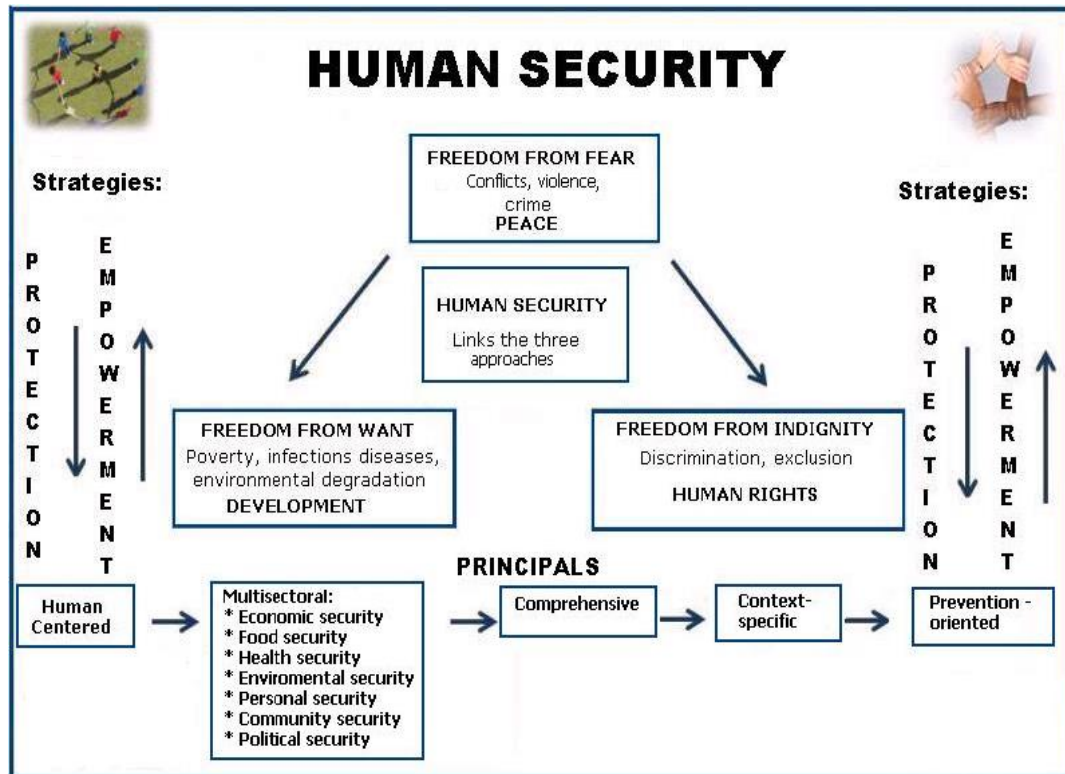 HUMAN SECURITY
FREEDOM FROM FEAR
Conflicts, violence,
crime
PEACE
Strategies:
PROTECTION
EMPOWERMENT
HUMAN SECURITY
Links the three
approaches
Strategies:
PROTECTION
EMPOWERMENT
FREEDOM FROM WANT
Poverty, infections diseases,
environmental degradation
DEVELOPMENT
FREEDOM FROM INDIGNITY
Discrimination, exclusion
HUMAN RIGHTS
PRINCIPALS
Human
Centered
Multisectoral:
* Economic security
* Food security
* Health security
* Enviromental security
* Personal security
* Community security
* Political security
Comprehensive
Context-
specific
Prevention -
oriented